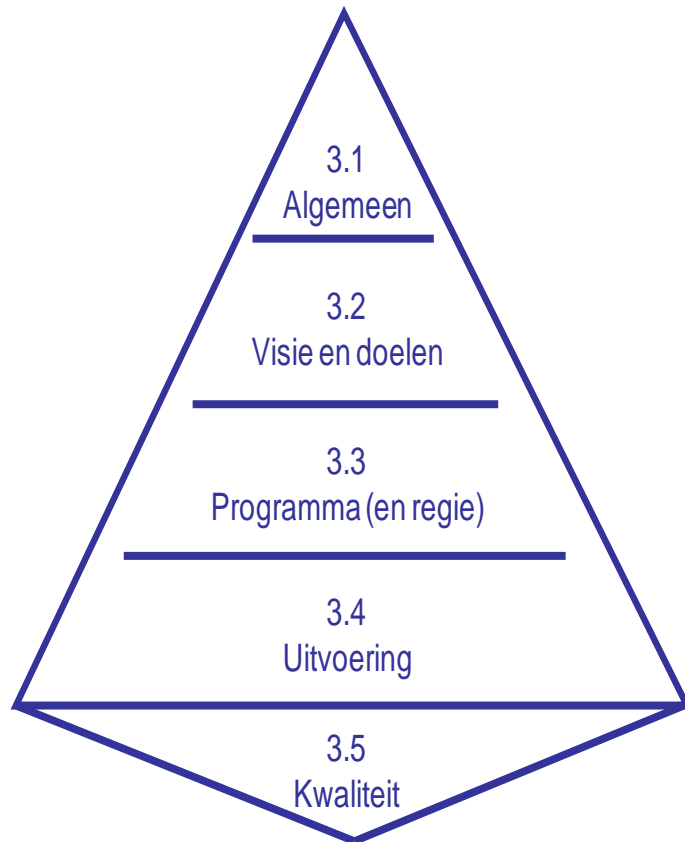 3.1
Algemeen
3.2
Visie en doelen
3.3
Programma (en regie)
3.4
Uitvoering
3.5
Kwaliteit